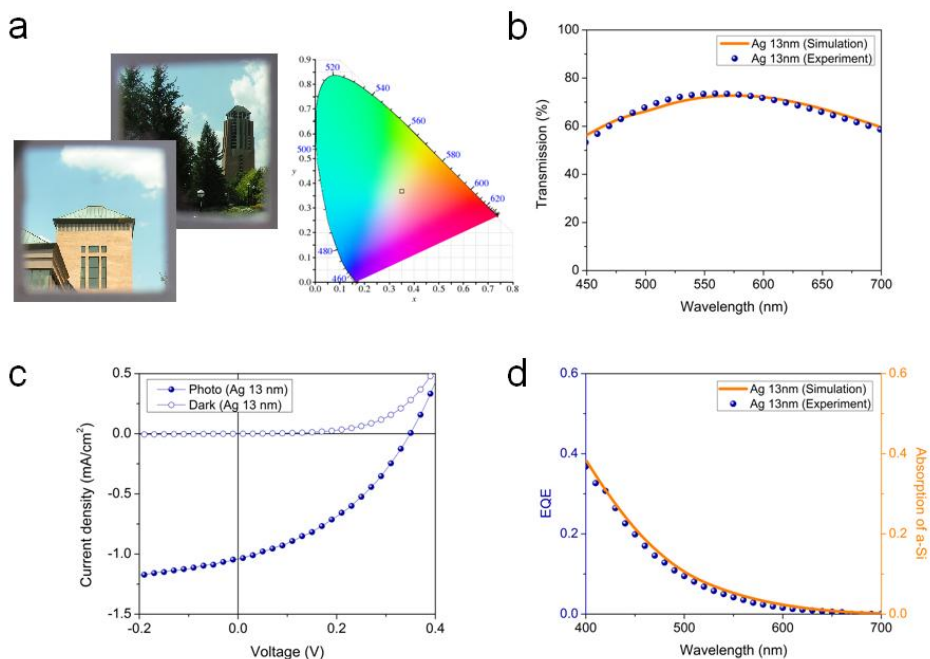 a
0.9
0.8
0.7
0.6
0.5
y
0.4
0.3
0.2
0.1
0.0
520
540
560
580
600
620
500
480
460
0.0 0.1 0.2 0.3 0.4 0.5 0.6 0.7 0.8
x
b
Ag 13nm (Simulation)
Ag 13nm (Experiment)
100
80
60
40
20
0
Transmission (%)
450 500 550 600 650 700
Wavelength (nm)
c
Photo (Ag 13 nm)
Dark (Ag 13 nm)
0.5
0.0
-0.5
-1.0
-1.5
Current density (mA/cm²)
-0.2 0.0 0.2 0.4
Voltage (V)
d
Ag 13nm (Simulation)
Ag 13nm (Experiment)
0.6
0.4
0.2
0.0
EQE
0.6
0.4
0.2
0.0
Absorption of a-Si
400 500 600 700
Wavelength (nm)